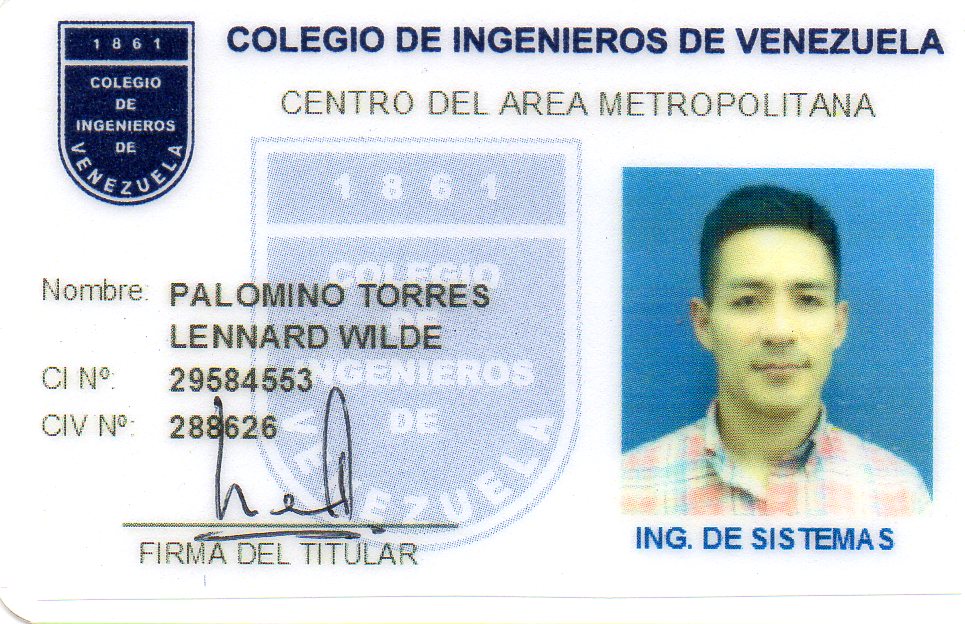 1861
COLEGIO
DE
INGENIEROS
DE
VENEZUELA
COLEGIO DE INGENIEROS DE VENEZUELA
CENTRO DEL AREA METROPOLITANA
1861
COLEGIO
DE
INGENIEROS
DE
VENEZUELA
Nombre: PALOMINO TORRES
LENNARD WILDE
CI Nº: 29584553
CIV Nº: 288626
FIRMA DEL TITULAR
ING. DE SISTEMAS